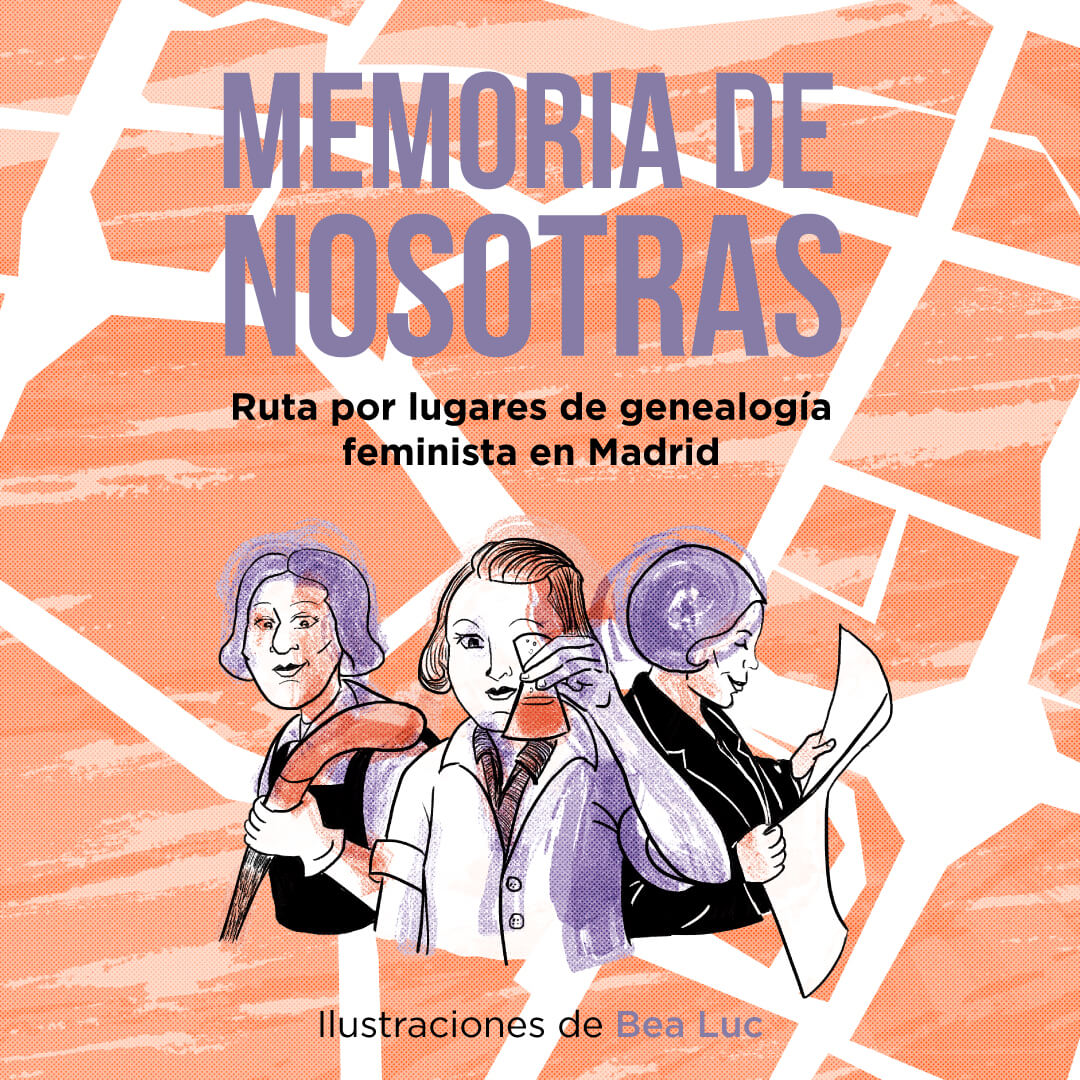 MEMORIA DE
NOSOTRAS
Ruta por lugares de genealogía
feminista en Madrid
Ilustraciones de Bea Luc